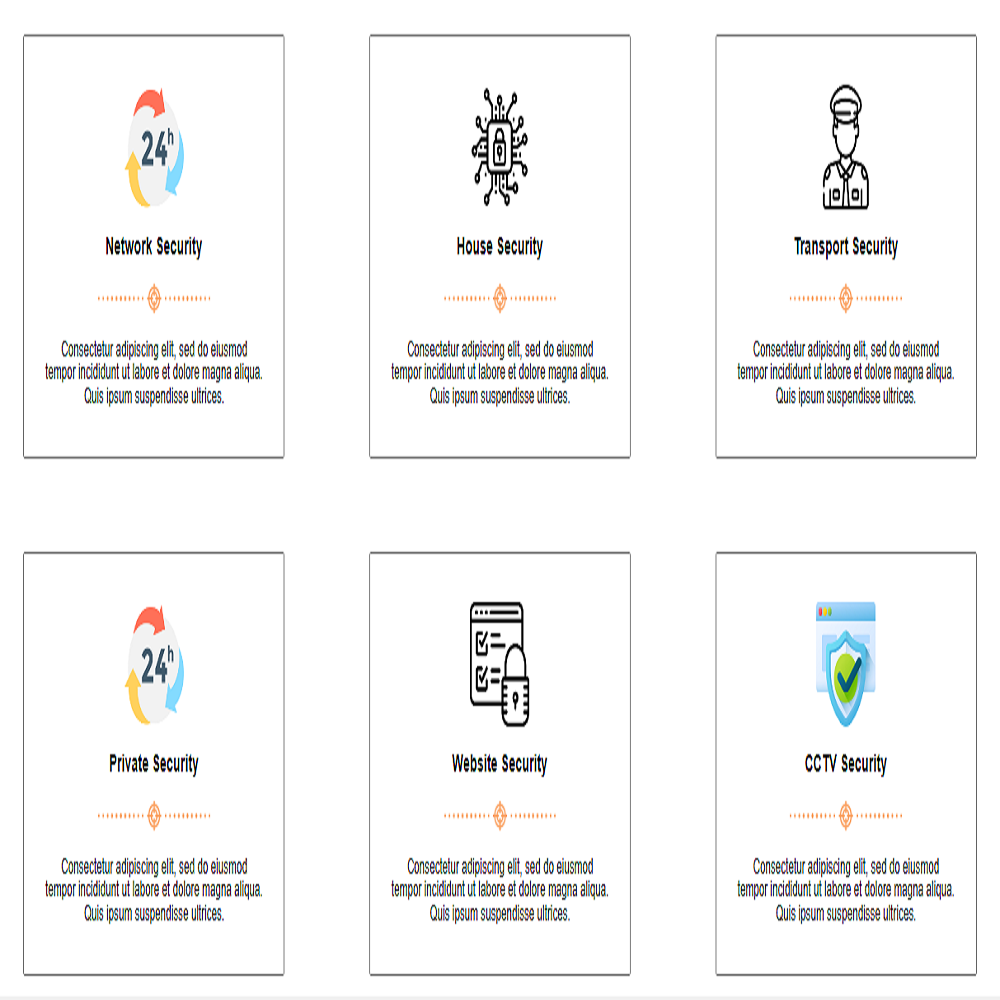 24h
Network Security
Consectetur adipiscing elit, sed do eiusmod
tempor incididunt ut labore et dolore magna aliqua.
Quis ipsum suspendisse ultrices.
House Security
Consectetur adipiscing elit, sed do eiusmod
tempor incididunt ut labore et dolore magna aliqua.
Quis ipsum suspendisse ultrices.
Transport Security
Consectetur adipiscing elit, sed do eiusmod
tempor incididunt ut labore et dolore magna aliqua.
Quis ipsum suspendisse ultrices.
24h
Private Security
Consectetur adipiscing elit, sed do eiusmod
tempor incididunt ut labore et dolore magna aliqua.
Quis ipsum suspendisse ultrices.
Website Security
Consectetur adipiscing elit, sed do eiusmod
tempor incididunt ut labore et dolore magna aliqua.
Quis ipsum suspendisse ultrices.
CCTV Security
Consectetur adipiscing elit, sed do eiusmod
tempor incididunt ut labore et dolore magna aliqua.
Quis ipsum suspendisse ultrices.